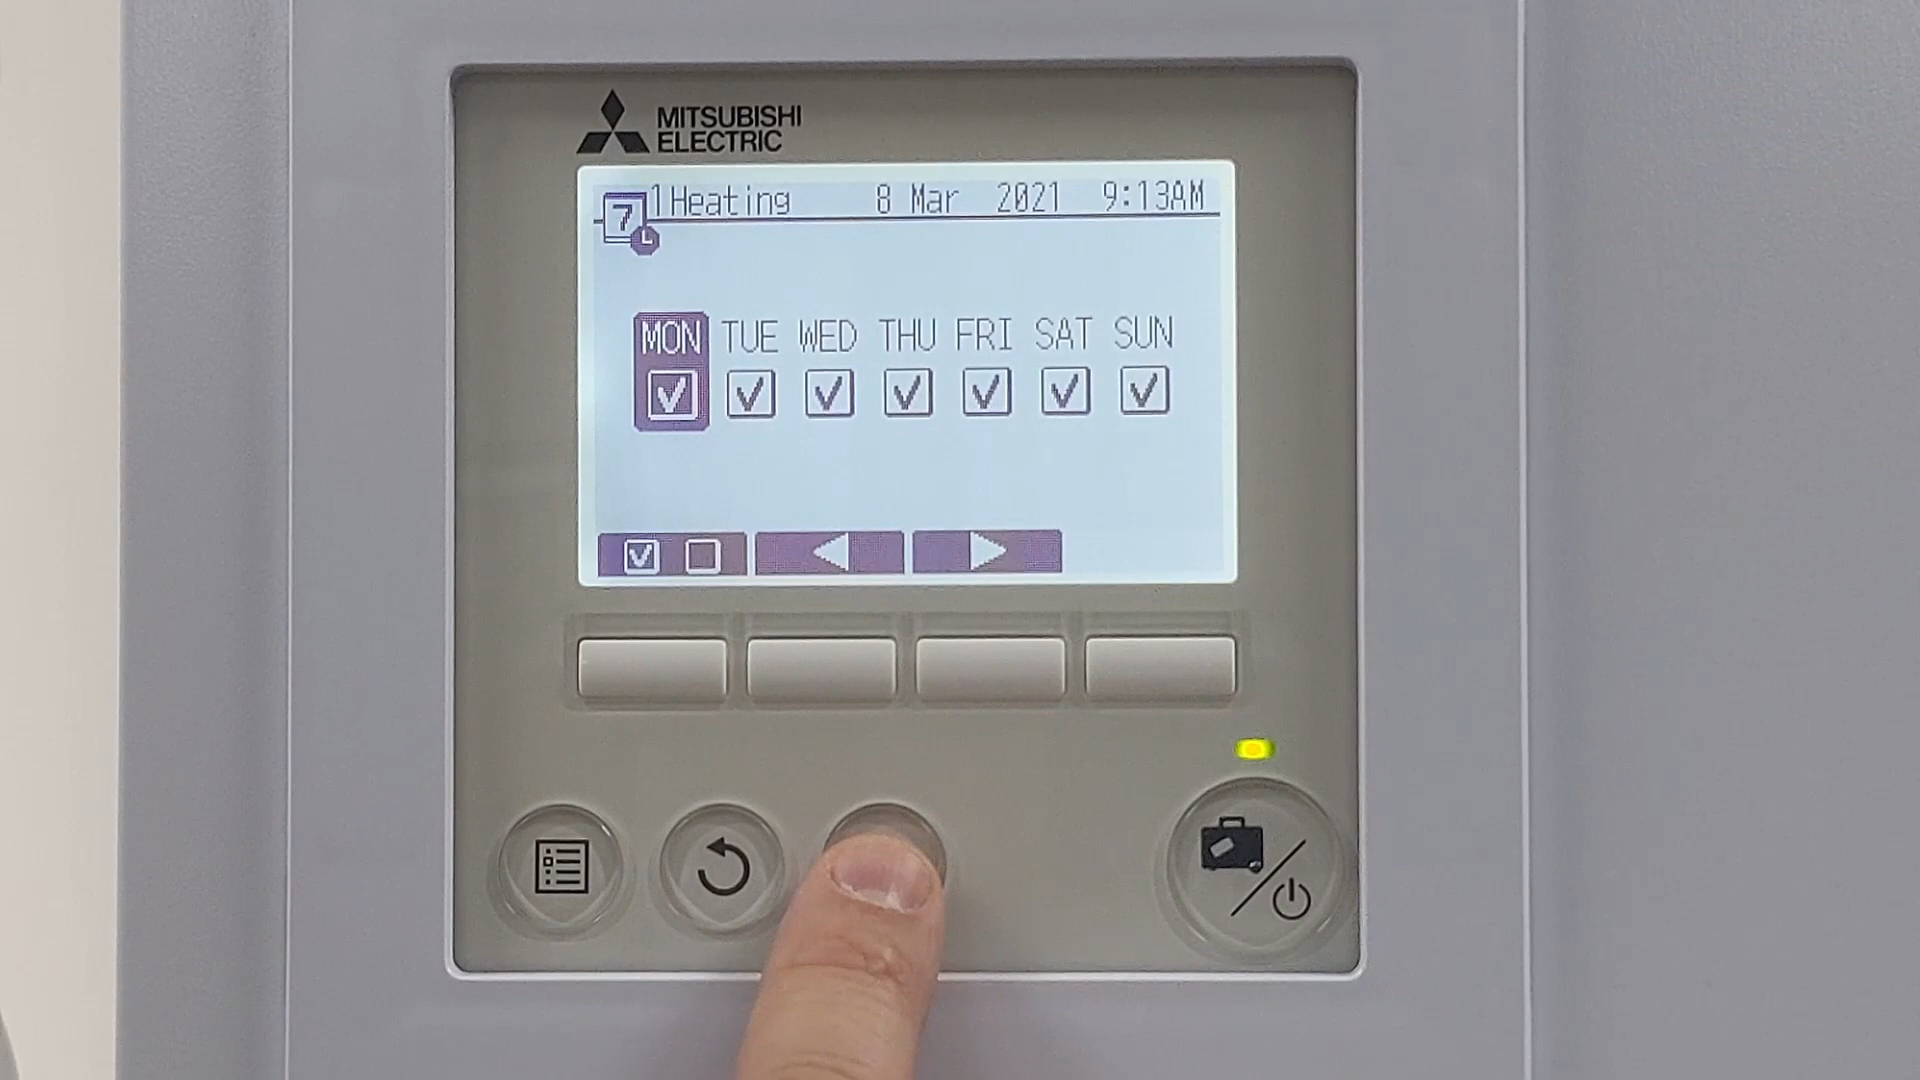 MITSUBISHI
ELECTRIC
1 Heating 8 Mar 2021 9:13AM
7
MON TUE WED THU FRI SAT SUN